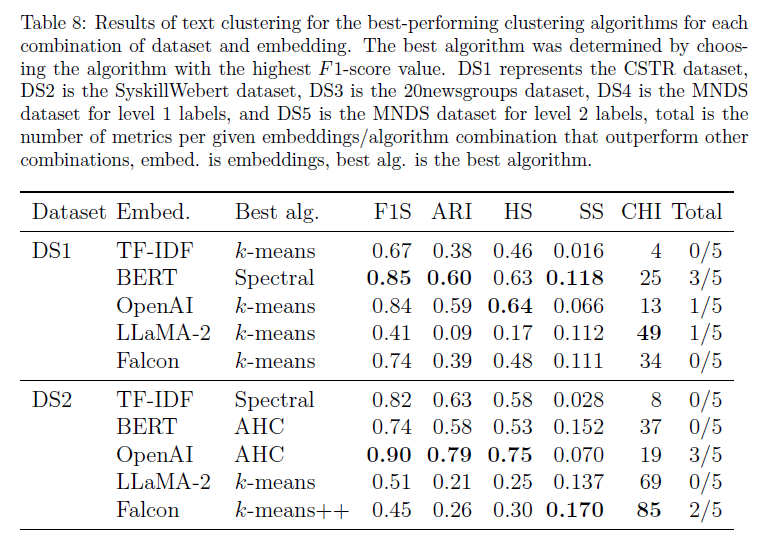 Table 8: Results of text clustering for the best-performing clustering algorithms for each
combination of dataset and embedding. The best algorithm was determined by choos-
ing the algorithm with the highest F1-score value. DS1 represents the CSTR dataset,
DS2 is the SyskillWebert dataset, DS3 is the 20newsgroups dataset, DS4 is the MNDS
dataset for level 1 labels, and DS5 is the MNDS dataset for level 2 labels, total is the
number of metrics per given embeddings/algorithm combination that outperform other
combinations, embed. is embeddings, best alg. is the best algorithm.
Dataset Embed. Best alg. F1S ARI HS SS CHI Total
DS1 TF-IDF k-means 0.67 0.38 0.46 0.016 4 0/5
BERT Spectral 0.85 0.60 0.63 0.118 25 3/5
OpenAI k-means 0.84 0.59 0.64 0.066 13 1/5
LLaMA-2 k-means 0.41 0.09 0.17 0.112 49 1/5
Falcon k-means 0.74 0.39 0.48 0.111 34 0/5
DS2 TF-IDF Spectral 0.82 0.63 0.58 0.028 8 0/5
BERT AHC 0.74 0.58 0.53 0.152 37 0/5
OpenAI AHC 0.90 0.79 0.75 0.070 19 3/5
LLaMA-2 k-means 0.51 0.21 0.25 0.137 69 0/5
Falcon k-means++ 0.45 0.26 0.30 0.170 85 2/5